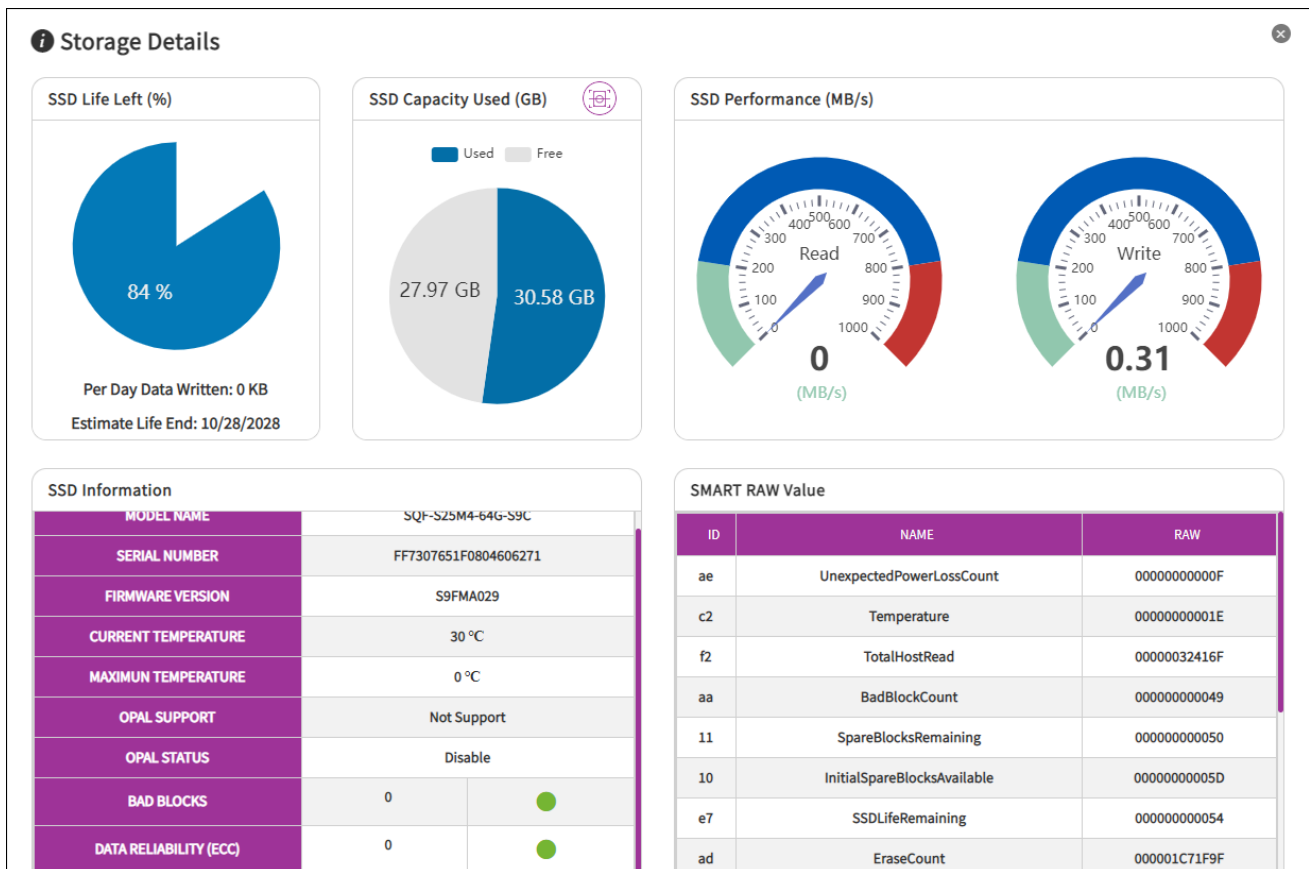 Storage Details
SSD Life Left (%)
84 %
Per Day Data Written: 0 KB
Estimate Life End: 10/28/2028
SSD Capacity Used (GB)
Used Free
27.97 GB 30.58 GB
SSD Performance (MB/s)
Read
0 100 200 300 400 500 600 700 800 900 1000
0
(MB/s)
Write
0 100 200 300 400 500 600 700 800 900 1000
0.31
(MB/s)
SSD Information
MODEL NAME SQF-S25M4-64G-S9C
SERIAL NUMBER FF7307651F0804606271
FIRMWARE VERSION S9FMA029
CURRENT TEMPERATURE 30 °C
MAXIMUN TEMPERATURE 0 °C
OPAL SUPPORT Not Support
OPAL STATUS Disable
BAD BLOCKS 0
DATA RELIABILITY (ECC) 0
SMART RAW Value
ID NAME RAW
ae UnexpectedPowerLossCount 00000000000F
c2 Temperature 00000000001E
f2 TotalHostRead 00000032416F
aa BadBlockCount 000000000049
11 SpareBlocksRemaining 000000000050
10 InitialSpareBlocksAvailable 00000000005D
e7 SSDLifeRemaining 000000000054
ad EraseCount 000001C71F9F